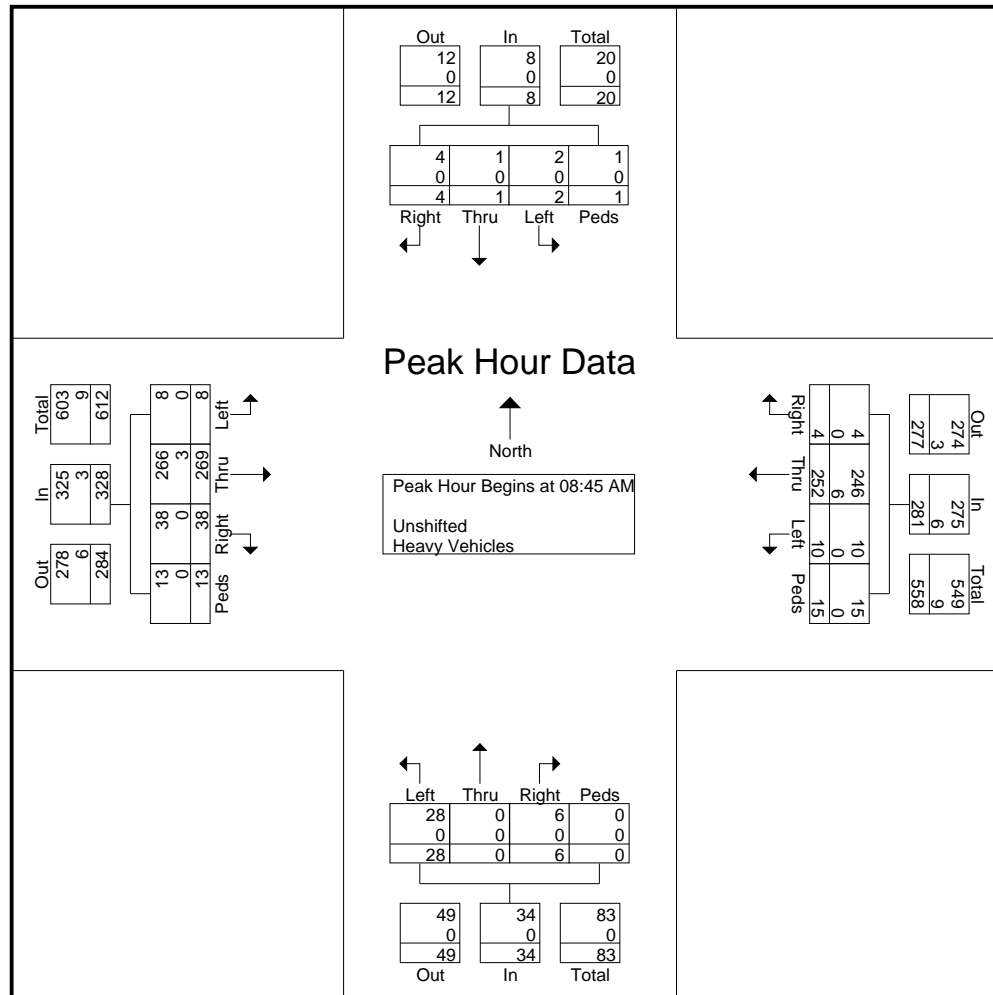 Out In Total
12 8 20
0 0 0
12 8 20
4 1 2 1
0 0 0 0
4 1 2 1
Right Thru Left Peds
Peak Hour Data
North
Peak Hour Begins at 08:45 AM
Unshifted
Heavy Vehicles
Total In Out
603 325 278
9 3 6
612 328 284
8 266 38 13
0 3 0 0
8 269 38 13
Left Thru Right Peds
Right Thru Left Peds
4 246 10 15
0 6 0 0
4 252 10 15
Out In Total
274 275 549
3 6 9
277 281 558
Left Thru Right Peds
28 0 6 0
0 0 0 0
28 0 6 0
49 34 83
0 0 0
49 34 83
Out In Total